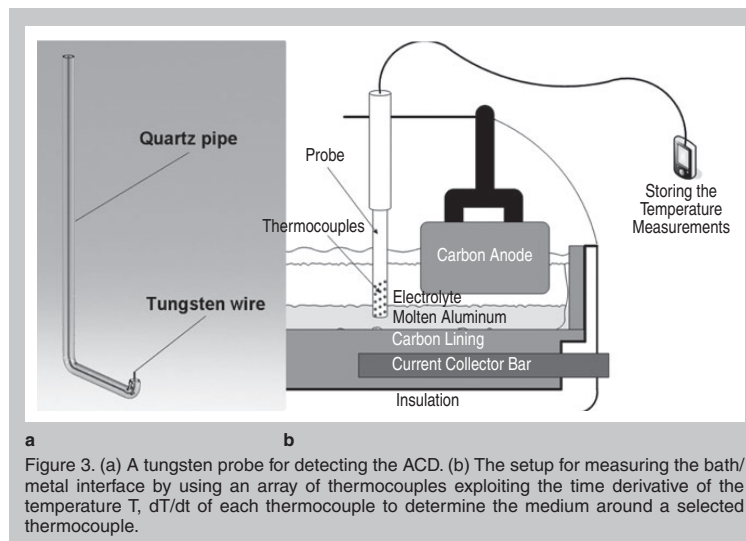 Quartz pipe
Tungsten wire
Probe
Thermocouples
Carbon Anode
Electrolyte
Molten Aluminum
Carbon Lining
Current Collector Bar
Insulation
Storing the
Temperature
Measurements
a
b
Figure 3. (a) A tungsten probe for detecting the ACD. (b) The setup for measuring the bath/
metal interface by using an array of thermocouples exploiting the time derivative of the
temperature T, dT/dt of each thermocouple to determine the medium around a selected
thermocouple.